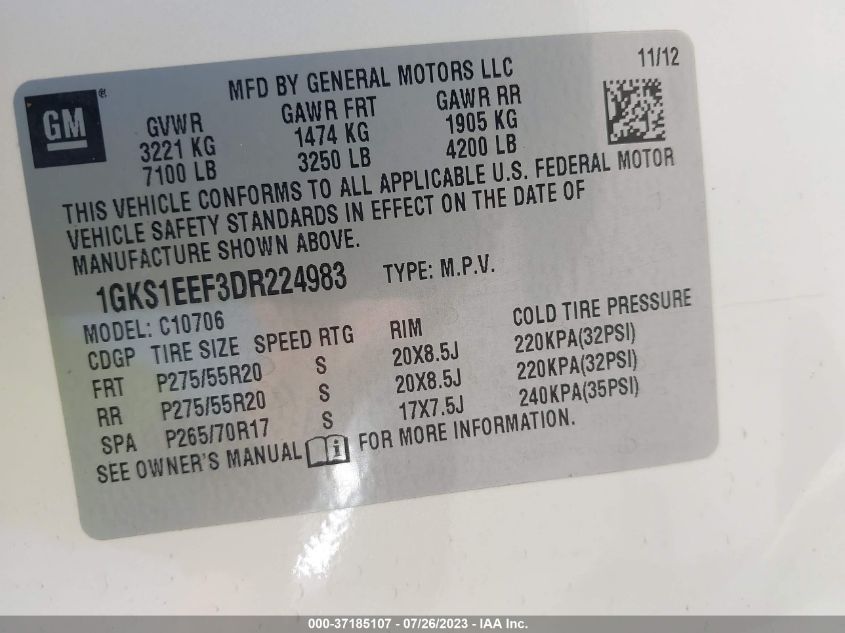 11/12
MFD BY GENERAL MOTORS LLC
GM ®
GVWR GAWR FRT GAWR RR
3221 KG 1474 KG 1905 KG
7100 LB 3250 LB 4200 LB
THIS VEHICLE CONFORMS TO ALL APPLICABLE U.S. FEDERAL MOTOR
VEHICLE SAFETY STANDARDS IN EFFECT ON THE DATE OF
MANUFACTURE SHOWN ABOVE.
1GKS1EEF3DR224983 TYPE: M.P.V.
MODEL: C10706
CDGP TIRE SIZE SPEED RTG RIM COLD TIRE PRESSURE
FRT P275/55R20 S 20X8.5J 220KPA(32PSI)
RR P275/55R20 S 20X8.5J 220KPA(32PSI)
SPA P265/70R17 S 17X7.5J 240KPA(35PSI)
SEE OWNER'S MANUAL i FOR MORE INFORMATION.
000-37185107 - 07/26/2023 - IAA Inc.